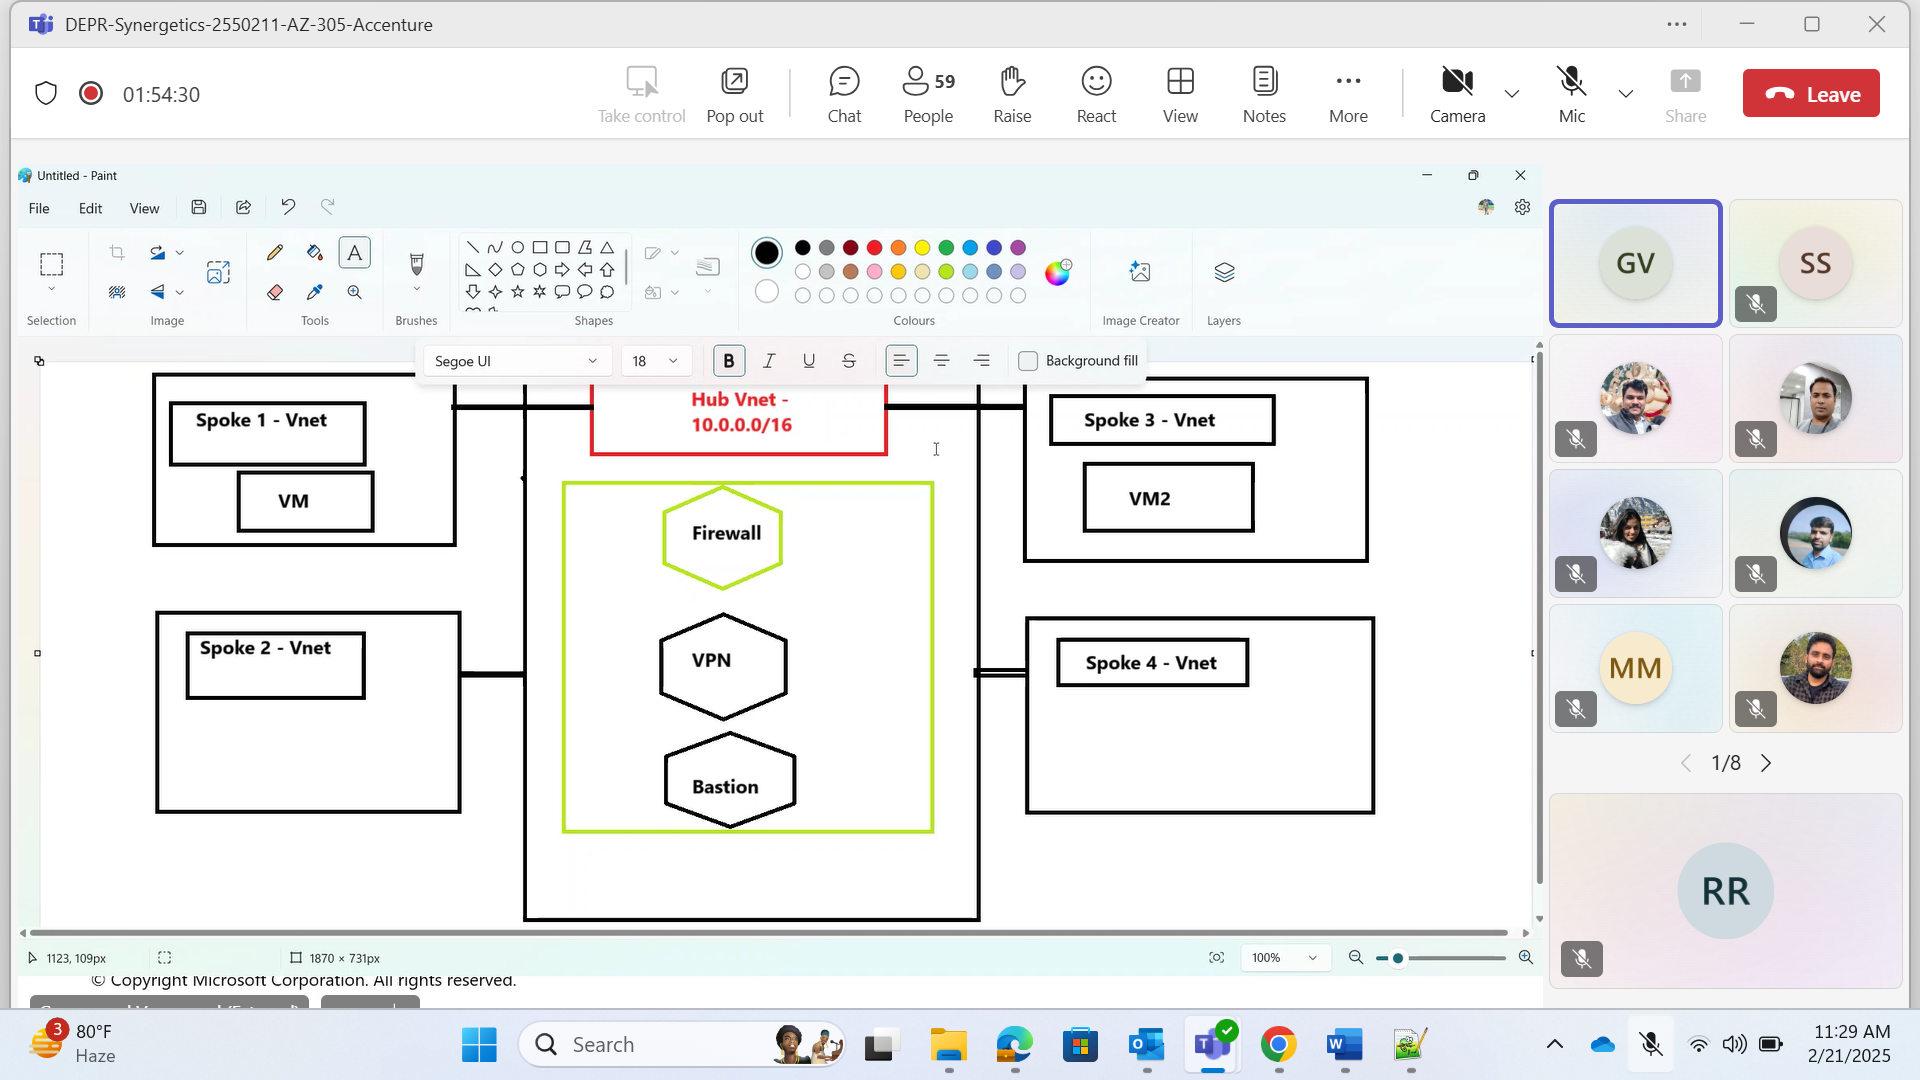 DEPR-Synergetics-2550211-AZ-305-Accenture
01:54:30
Take control
Pop out
Chat
59
People
Raise
React
View
Notes
More
Camera
Mic
Share
Leave
Untitled - Paint
File
Edit
View
A
Selection
Image
Tools
Brushes
Shapes
Colours
Image Creator
Layers
Segoe UI
18
B
I
U
S
Background fill
Spoke 1 - Vnet
VM
Hub Vnet -
10.0.0.0/16
Spoke 3 - Vnet
VM2
Firewall
VPN
Bastion
Spoke 2 - Vnet
Spoke 4 - Vnet
GV
SS
MM
1/8
RR
1123, 109px
1870 × 731px
100%
© Copyright Microsoft Corporation. All rights reserved.
3
80°F
Haze
Search
11:29 AM
2/21/2025